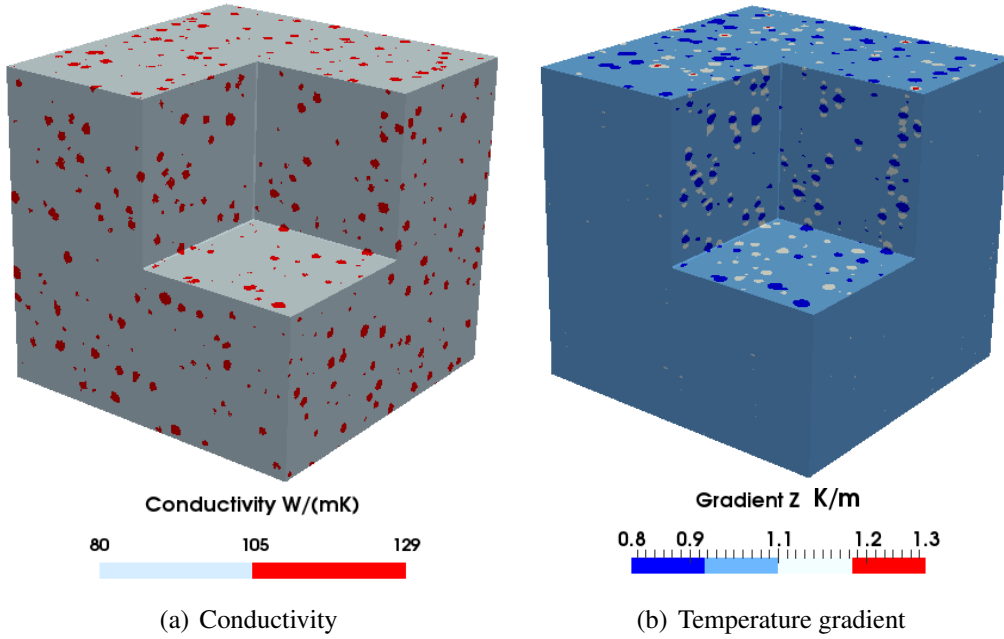 Conductivity W/(mK)
80 105 129
(a) Conductivity
Gradient Z K/m
0.8 0.9 1.1 1.2 1.3
(b) Temperature gradient